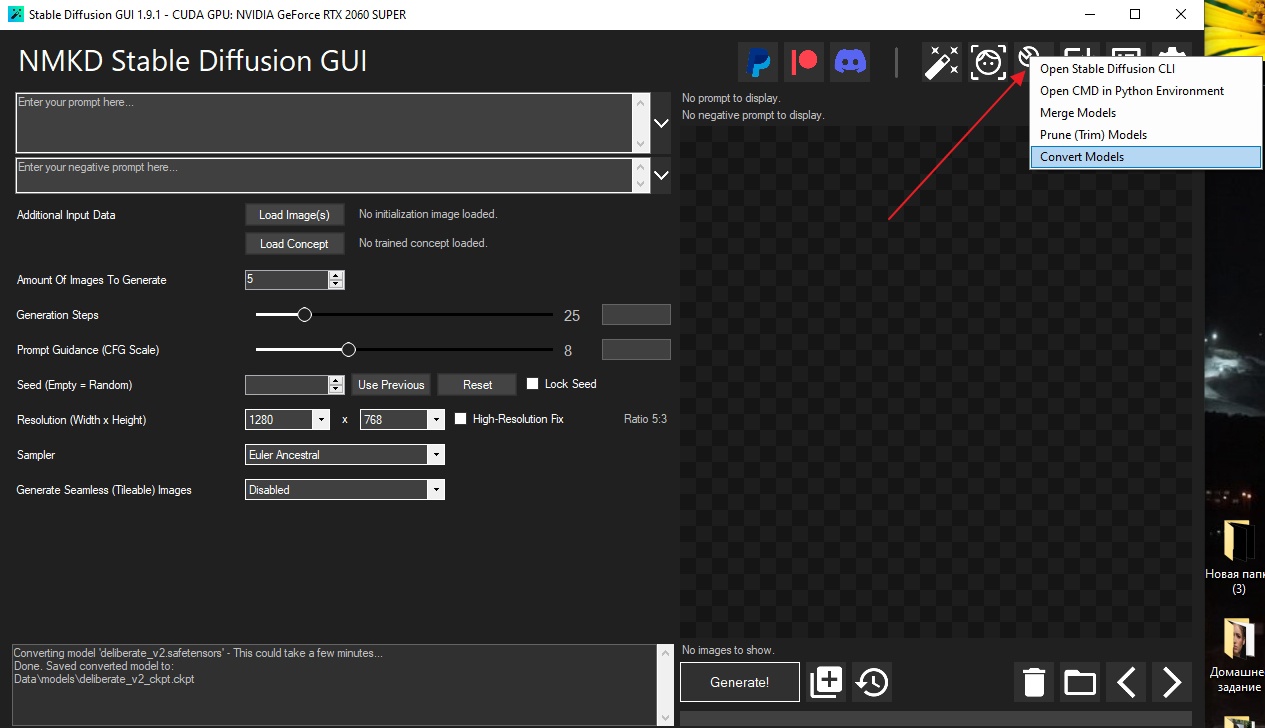 Stable Diffusion GUI 1.9.1 - CUDA GPU: NVIDIA GeForce RTX 2060 SUPER
NMKD Stable Diffusion GUI
Open Stable Diffusion CLI
Open CMD in Python Environment
Merge Models
Prune (Trim) Models
Convert Models
Enter your prompt here...
No prompt to display.
No negative prompt to display.
Enter your negative prompt here...
Additional Input Data
Load Image(s)
No initialization image loaded.
Load Concept
No trained concept loaded.
Amount Of Images To Generate
5
Generation Steps
25
Prompt Guidance (CFG Scale)
8
Seed (Empty = Random)
Use Previous
Reset
Lock Seed
Resolution (Width x Height)
1280
x
768
High-Resolution Fix
Ratio 5:3
Sampler
Euler Ancestral
Generate Seamless (Tileable) Images
Disabled
Converting model 'deliberate_v2.safetensors' - This could take a few minutes...
Done. Saved converted model to:
Data\models\deliberate_v2_ckpt.ckpt
No images to show.
Generate!
Новая папк
(3)
Домашне
задание